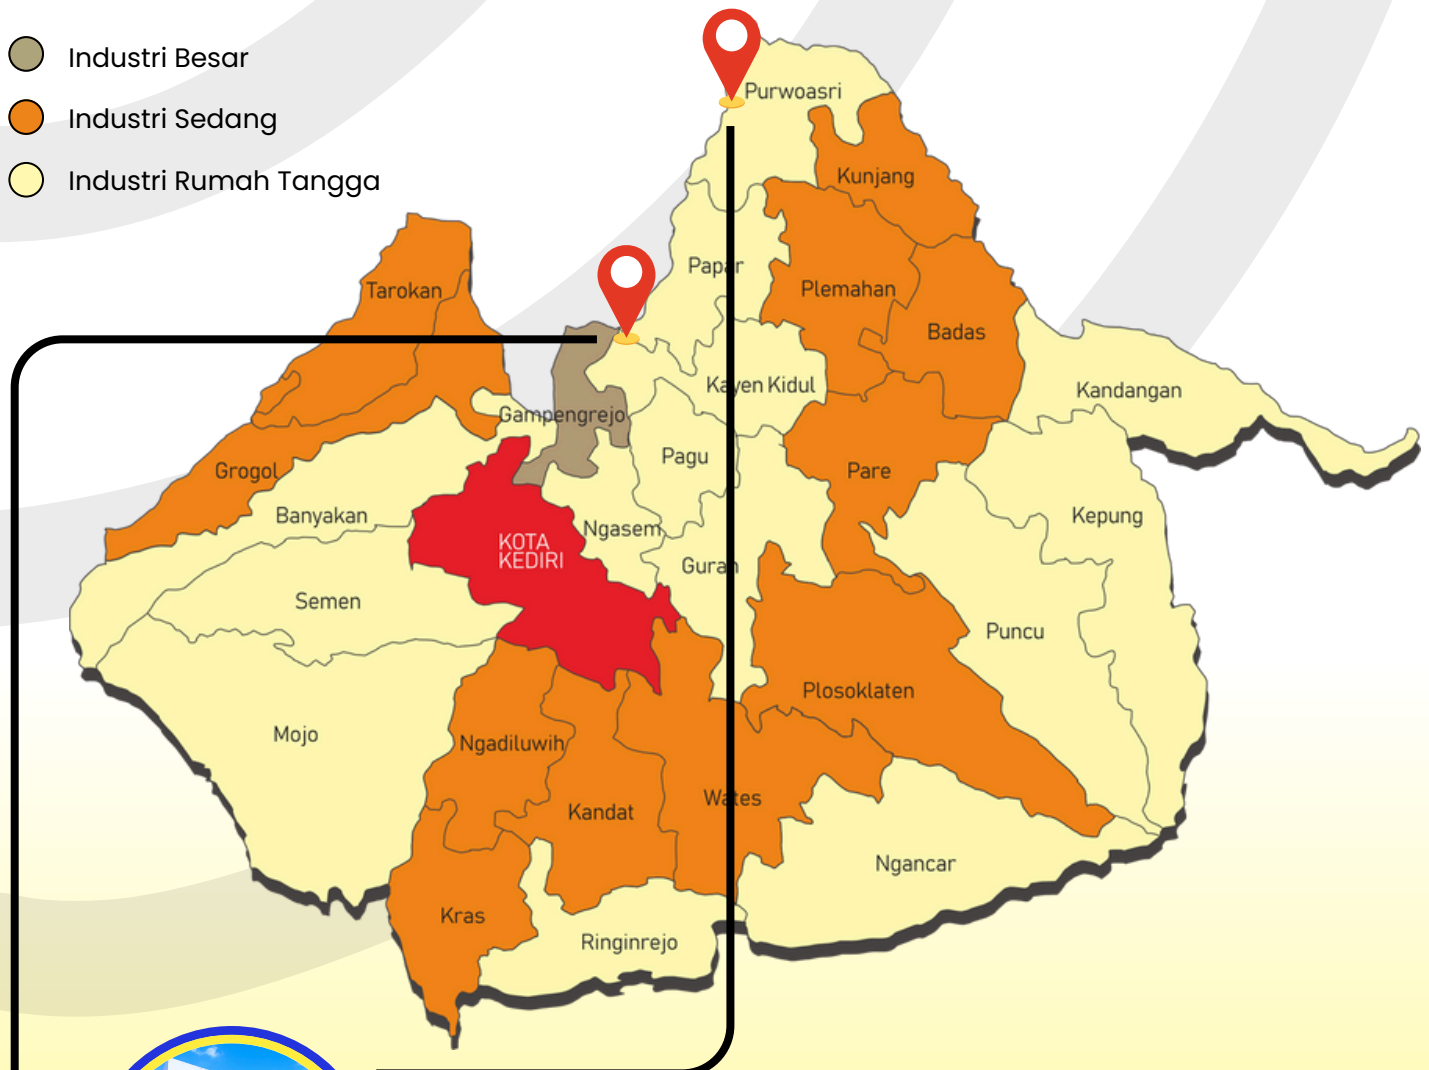 Industri Besar
Industri Sedang
Industri Rumah Tangga
Purwoasri
Kunjang
Papar
Tarokan
Plemahan
Badas
Kayen Kidul
Kandangan
Gampengrejo
Pagu
Grogol
Pare
Banyakan
Kepung
Ngasem
KOTA
KEDIRI
Gurah
Semen
Puncu
Plosoklaten
Mojo
Ngadiluwih
Wates
Kandat
Ngancar
Kras
Ringinrejo